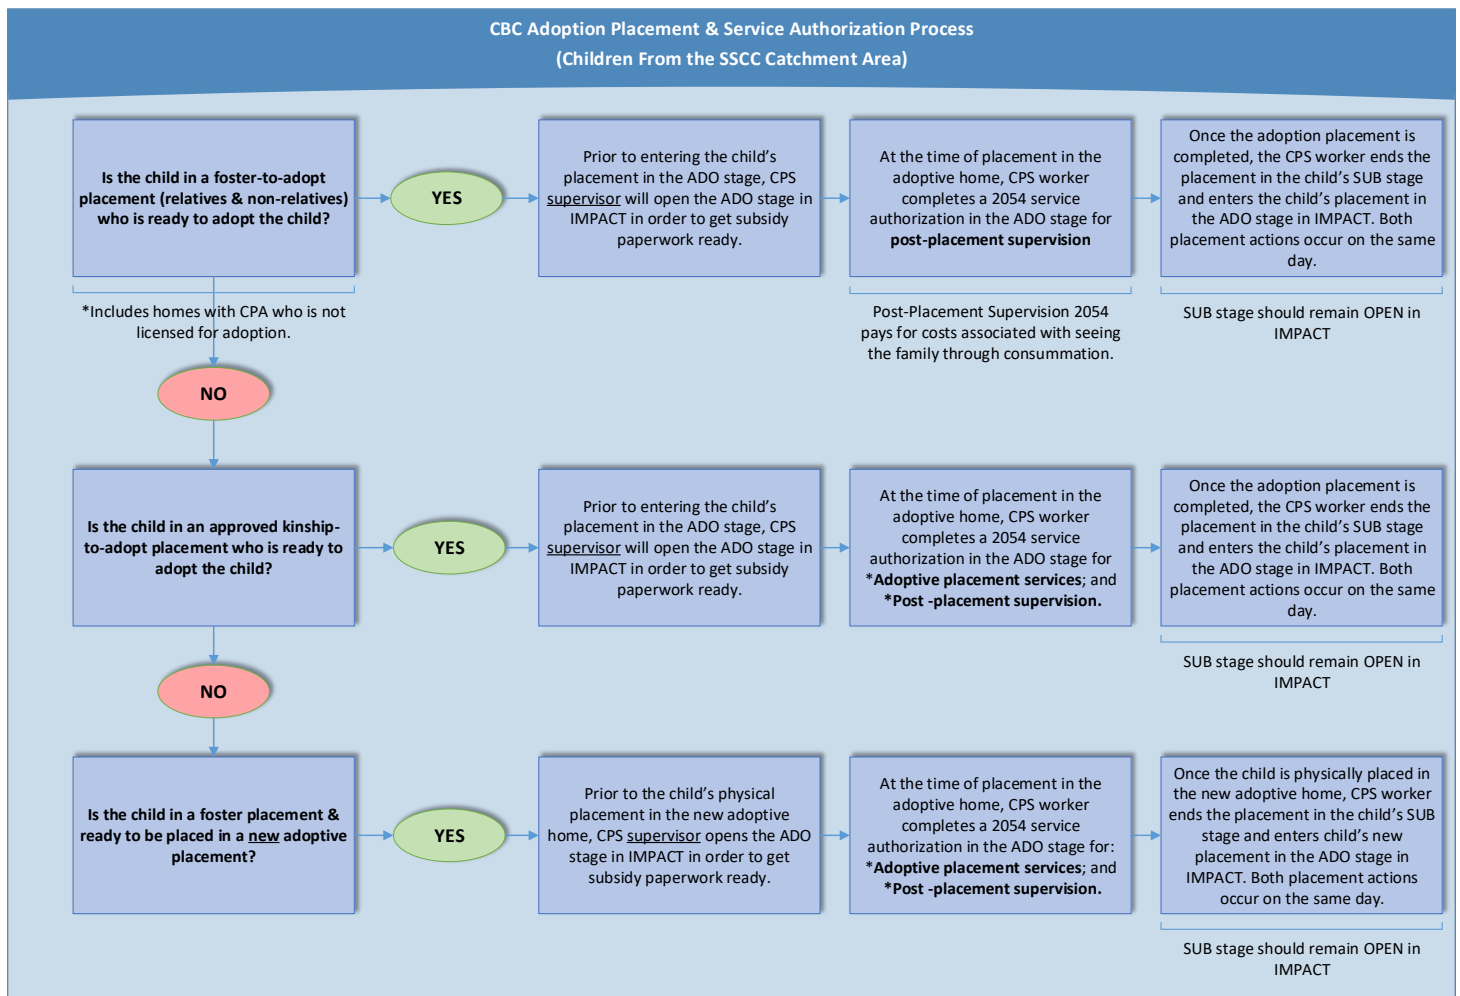 CBC Adoption Placement & Service Authorization Process
(Children From the SSCC Catchment Area)
Is the child in a foster-to-adopt
placement (relatives & non-relatives)
who is ready to adopt the child?
YES
Prior to entering the child's
placement in the ADO stage, CPS
supervisor will open the ADO stage in
IMPACT in order to get subsidy
paperwork ready.
At the time of placement in the
adoptive home, CPS worker
completes a 2054 service
authorization in the ADO stage for
post-placement supervision
Once the adoption placement is
completed, the CPS worker ends the
placement in the child's SUB stage
and enters the child's placement in
the ADO stage in IMPACT. Both
placement actions occur on the same
day.
*Includes homes with CPA who is not
licensed for adoption.
Post-Placement Supervision 2054
pays for costs associated with seeing
the family through consummation.
SUB stage should remain OPEN in
IMPACT
NO
Is the child in an approved kinship-
to-adopt placement who is ready to
adopt the child?
YES
Prior to entering the child's
placement in the ADO stage, CPS
supervisor will open the ADO stage in
IMPACT in order to get subsidy
paperwork ready.
At the time of placement in the
adoptive home, CPS worker
completes a 2054 service
authorization in the ADO stage for
*Adoptive placement services; and
*Post -placement supervision.
Once the adoption placement is
completed, the CPS worker ends the
placement in the child's SUB stage
and enters the child's placement in
the ADO stage in IMPACT. Both
placement actions occur on the same
day.
SUB stage should remain OPEN in
IMPACT
NO
Is the child in a foster placement &
ready to be placed in a new adoptive
placement?
YES
Prior to the child's physical
placement in the new adoptive
home, CPS supervisor opens the ADO
stage in IMPACT in order to get
subsidy paperwork ready.
At the time of placement in the
adoptive home, CPS worker
completes a 2054 service
authorization in the ADO stage for:
*Adoptive placement services; and
*Post -placement supervision.
Once the child is physically placed in
the new adoptive home, CPS worker
ends the placement in the child's SUB
stage and enters child's new
placement in the ADO stage in
IMPACT. Both placement actions
occur on the same day.
SUB stage should remain OPEN in
IMPACT